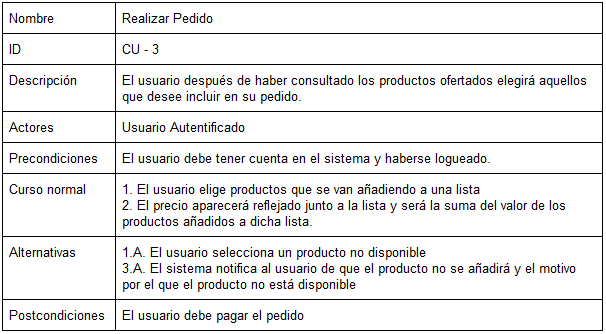 Nombre
Realizar Pedido
ID
CU - 3
Descripción
El usuario después de haber consultado los productos ofertados elegirá aquellos
que desee incluir en su pedido.
Actores
Usuario Autentificado
Precondiciones
El usuario debe tener cuenta en el sistema y haberse logueado.
Curso normal
1. El usuario elige productos que se van añadiendo a una lista
2. El precio aparecerá reflejado junto a la lista y será la suma del valor de los
productos añadidos a dicha lista.
Alternativas
1.A. El usuario selecciona un producto no disponible
3.A. El sistema notifica al usuario de que el producto no se añadirá y el motivo
por el que el producto no está disponible
Postcondiciones
El usuario debe pagar el pedido